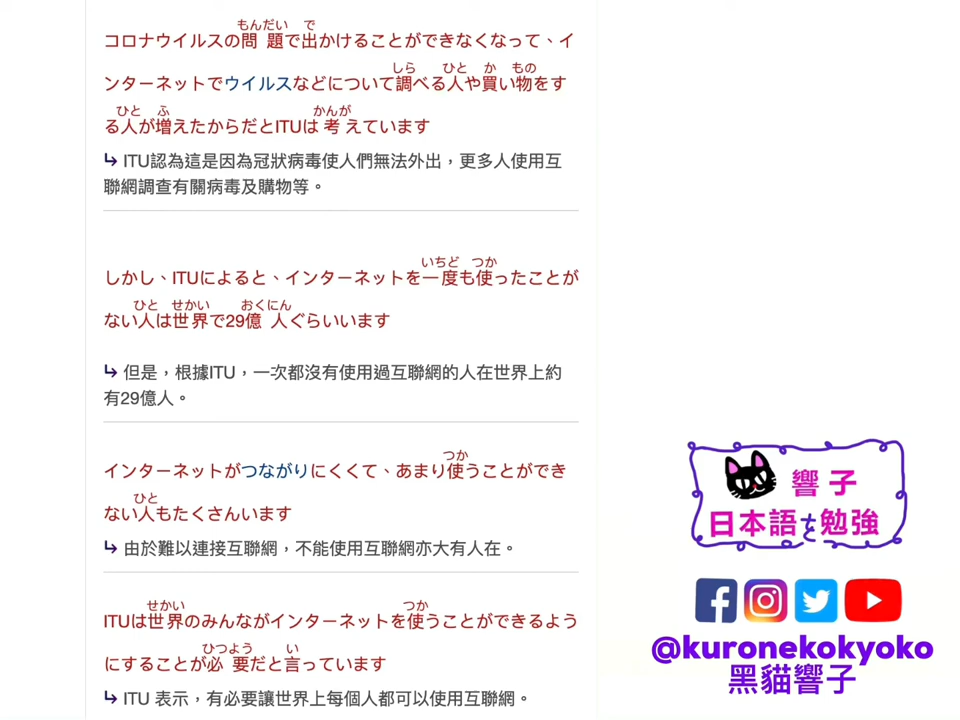 もんだい で
コロナウイルスの問題で出かけることができなくなって、イ
しら ひと か もの
ンターネットでウイルスなどについて調べる人や買い物をす
ひと ふ かんが
る人が増えたからだとITUは考えています
↳ ITU認為這是因為冠狀病毒使人們無法外出，更多人使用互
聯網調查有關病毒及購物等。
いちど つか
しかし、ITUによると、インターネットを一度も使ったことが
ひと せかい おくにん
ない人は世界で29億人ぐらいいます
↳ 但是，根據ITU，一次都沒有使用過互聯網的人在世界上約
有29億人。
つか
インターネットがつながりにくくて、あまり使うことができ
ひと
ない人もたくさんいます
↳ 由於難以連接互聯網，不能使用互聯網亦大有人在。
せかい つか
ITUは世界のみんながインターネットを使うことができるよう
ひつよう い
にすることが必要だと言っています
↳ ITU 表示，有必要讓世界上每個人都可以使用互聯網。
響子
日本語を勉強
@kuronekokyoko
黑貓響子